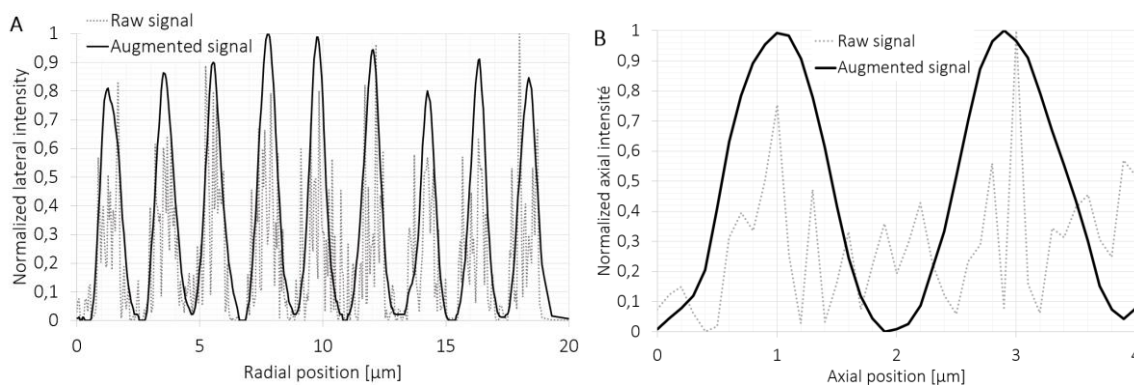 A
Raw signal
Augmented signal
Normalized lateral intensity
1
0,9
0,8
0,7
0,6
0,5
0,4
0,3
0,2
0,1
0
0 5 10 15 20
Radial position [µm]
B
Raw signal
Augmented signal
Normalized axial intensité
1
0,9
0,8
0,7
0,6
0,5
0,4
0,3
0,2
0,1
0
0 1 2 3 4
Axial position [µm]